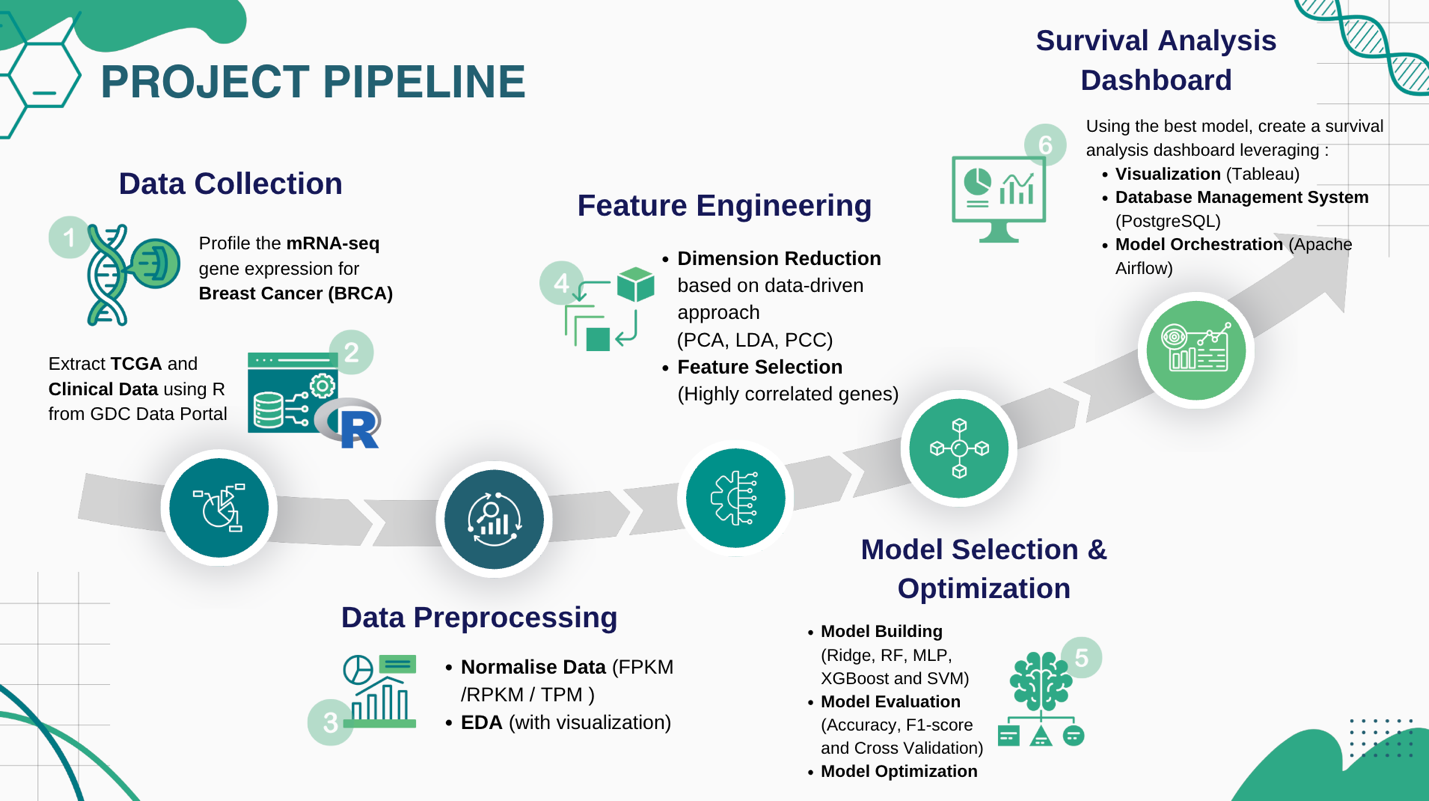 PROJECT PIPELINE
Data Collection
1
Profile the mRNA-seq
gene expression for
Breast Cancer (BRCA)
Extract TCGA and
Clinical Data using R
from GDC Data Portal
2
R
Data Preprocessing
3
• Normalise Data (FPKM
/RPKM / TPM )
• EDA (with visualization)
Feature Engineering
4
• Dimension Reduction
based on data-driven
approach
(PCA, LDA, PCC)
• Feature Selection
(Highly correlated genes)
Model Selection &
Optimization
• Model Building
(Ridge, RF, MLP,
XGBoost and SVM)
• Model Evaluation
(Accuracy, F1-score
and Cross Validation)
• Model Optimization
5
Survival Analysis
Dashboard
6
Using the best model, create a survival
analysis dashboard leveraging :
• Visualization (Tableau)
• Database Management System
(PostgreSQL)
• Model Orchestration (Apache
Airflow)